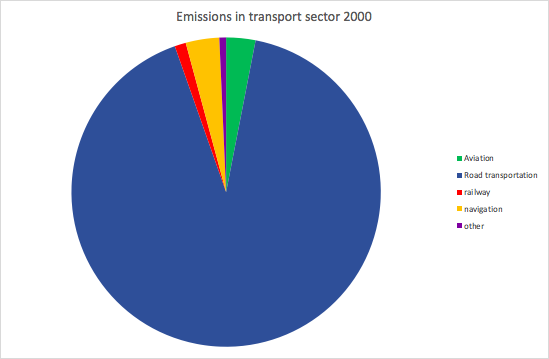 Emissions in transport sector 2000
Aviation
Road transportation
railway
navigation
other